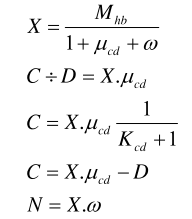 X = M_hb / (1 + μ_cd + ω)
C ÷ D = X.μ_cd
C = X.μ_cd 1 / (K_cd + 1)
C = X.μ_cd − D
N = X.ω